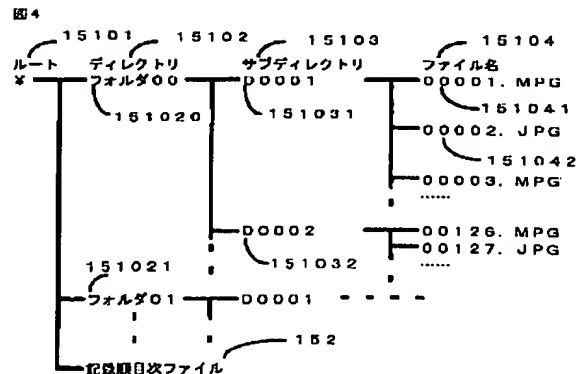 図4
15101 15102 15103 15104
ルート ディレクトリ サブディレクトリ ファイル名
¥ フォルダ00 D0001 00001. MPG
151020 151031 151041
00002. JPG
151042
00003. MPG
……
D0002 00126. MPG
00127. JPG
151021 151032 ……
フォルダ01 D0001
152
記録順目次ファイル